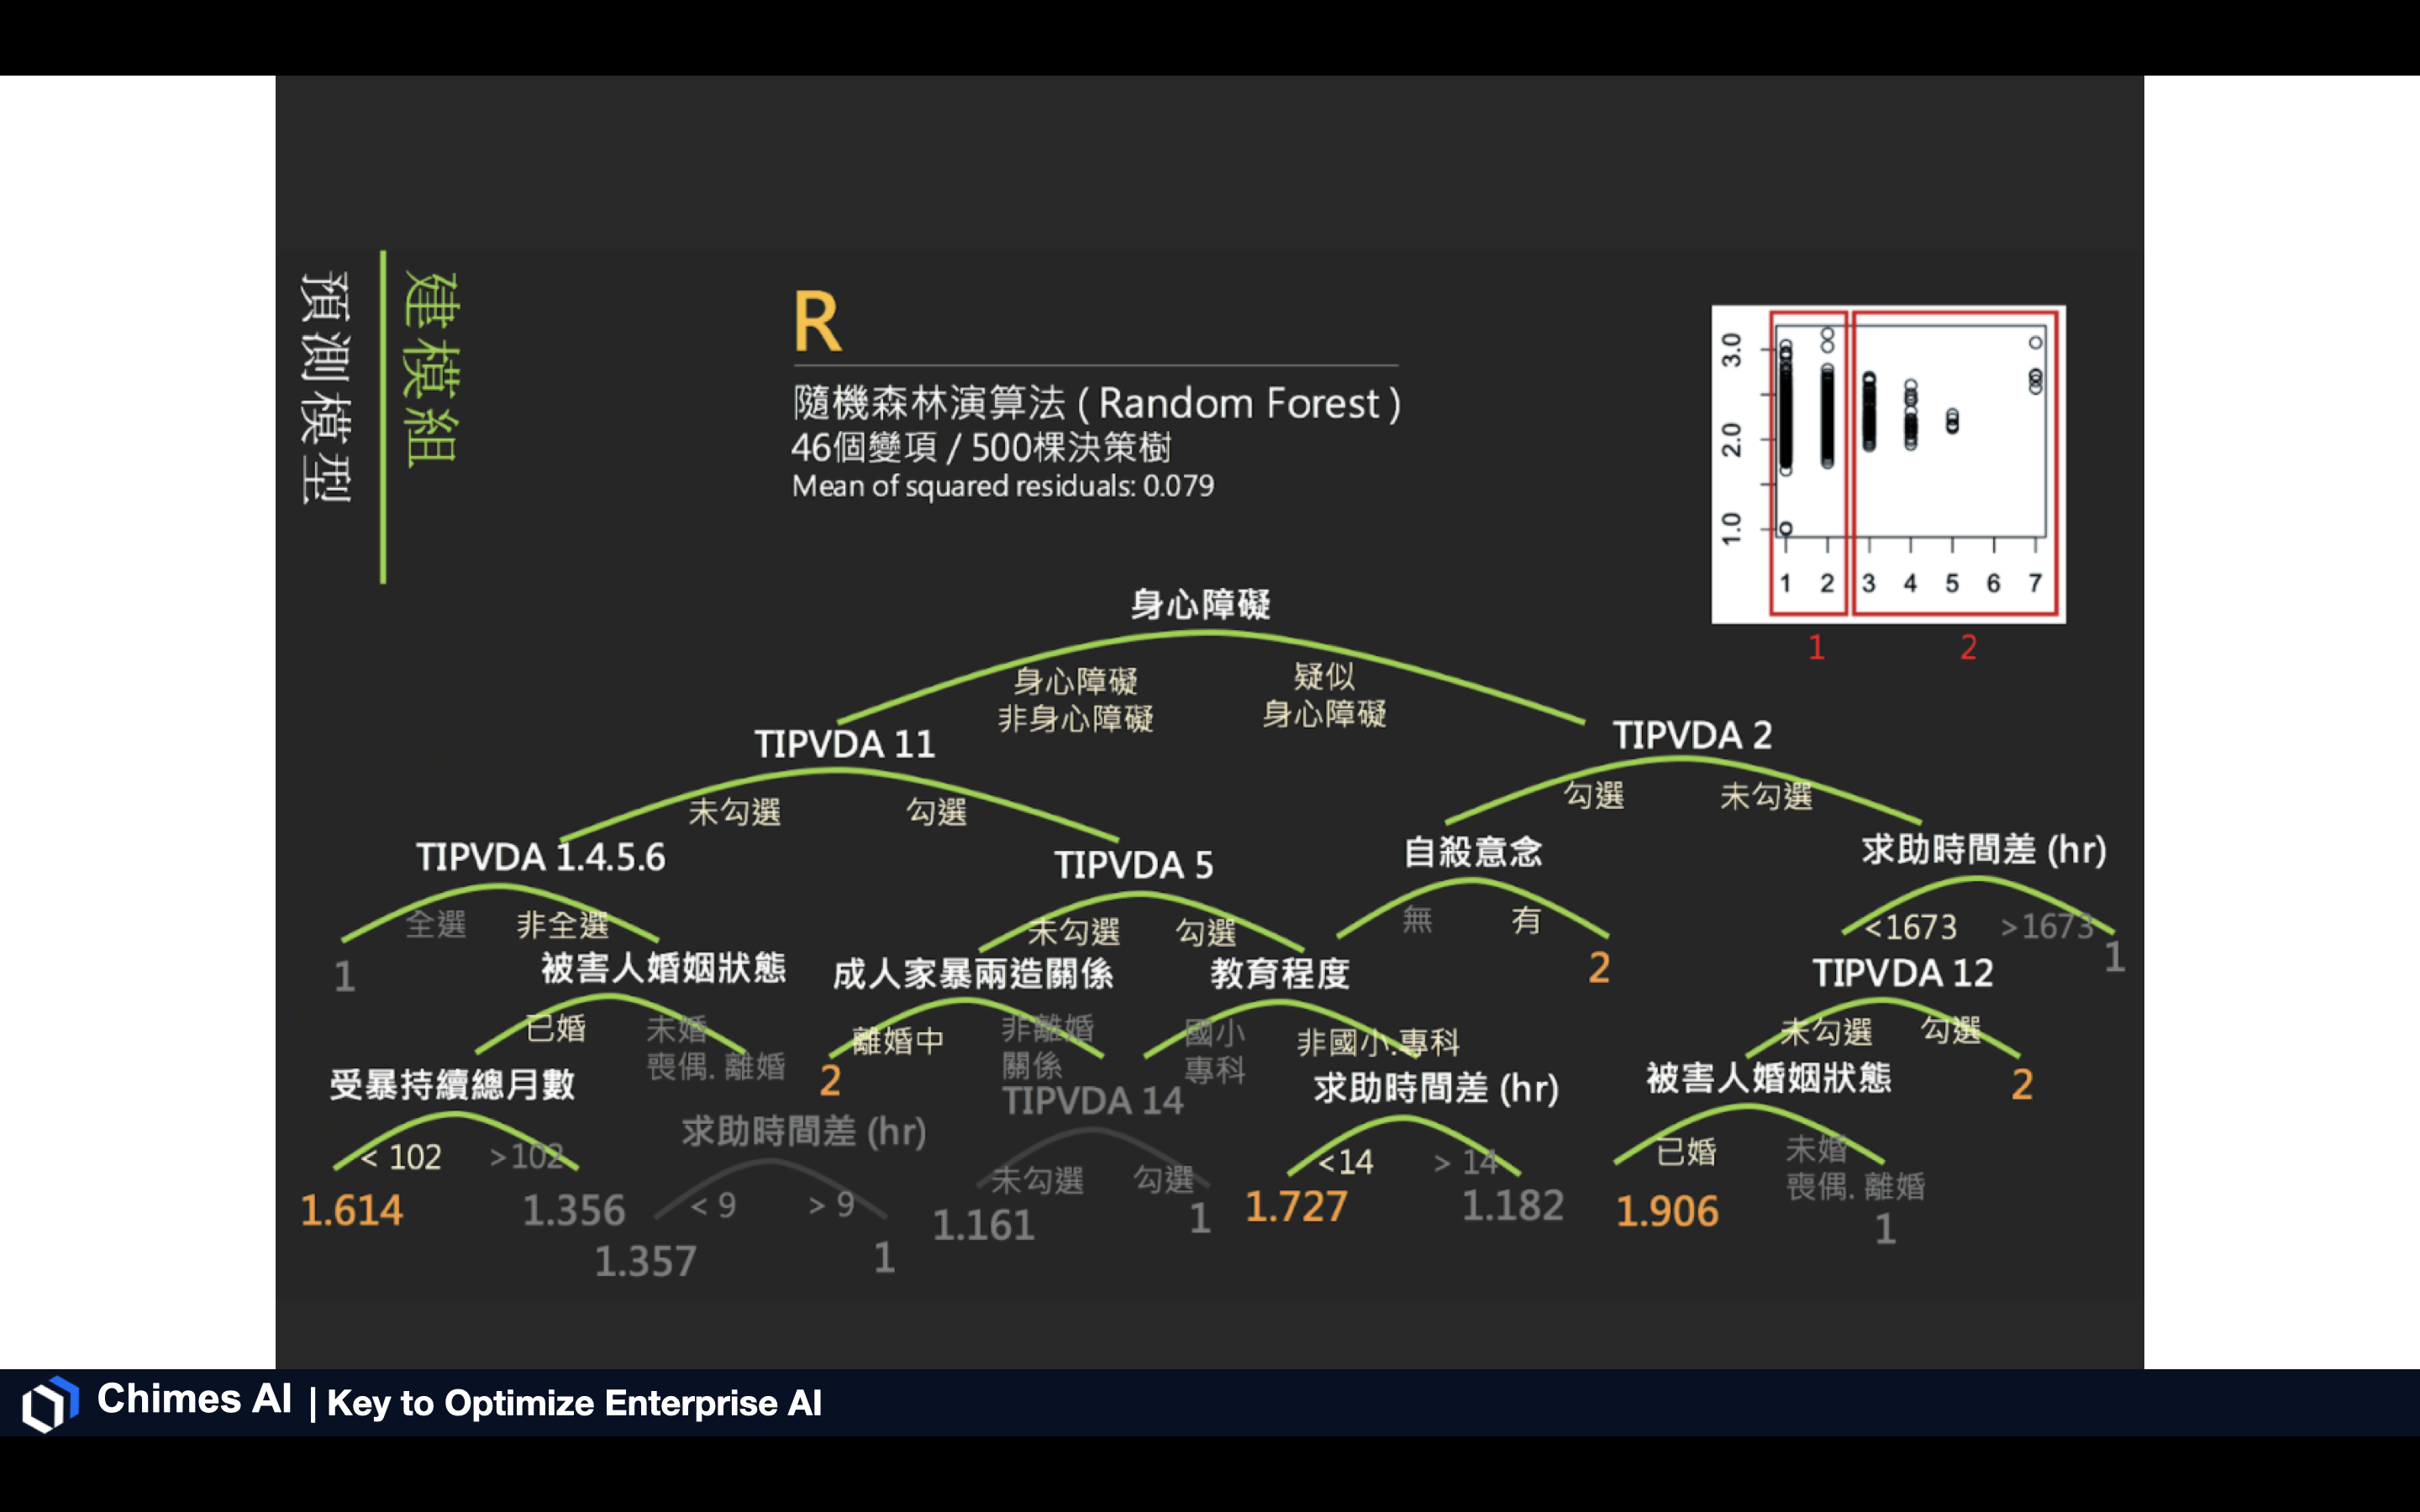 預測模型
建模組
R
隨機森林演算法 ( Random Forest )
46個變項 / 500棵決策樹
Mean of squared residuals: 0.079
3.0
2.0
1.0
1 2 3 4 5 6 7
1 2
身心障礙
身心障礙
非身心障礙
疑似
身心障礙
TIPVDA 11
TIPVDA 2
未勾選 勾選
勾選 未勾選
TIPVDA 1.4.5.6
TIPVDA 5
自殺意念
求助時間差 (hr)
全選 非全選
未勾選 勾選
無 有
<1673 >1673
1
被害人婚姻狀態
成人家暴兩造關係
教育程度
2
TIPVDA 12
1
已婚
未婚
喪偶. 離婚
離婚中
非離婚
關係
國小
專科
非國小.專科
未勾選 勾選
受暴持續總月數
2
TIPVDA 14
求助時間差 (hr)
被害人婚姻狀態
2
求助時間差 (hr)
< 102 >102
未勾選 勾選
<14 > 14
已婚
未婚
喪偶. 離婚
1.614
1.356
< 9 > 9
1.161
1
1.727
1.182
1.906
1
1.357
1
Chimes AI | Key to Optimize Enterprise AI